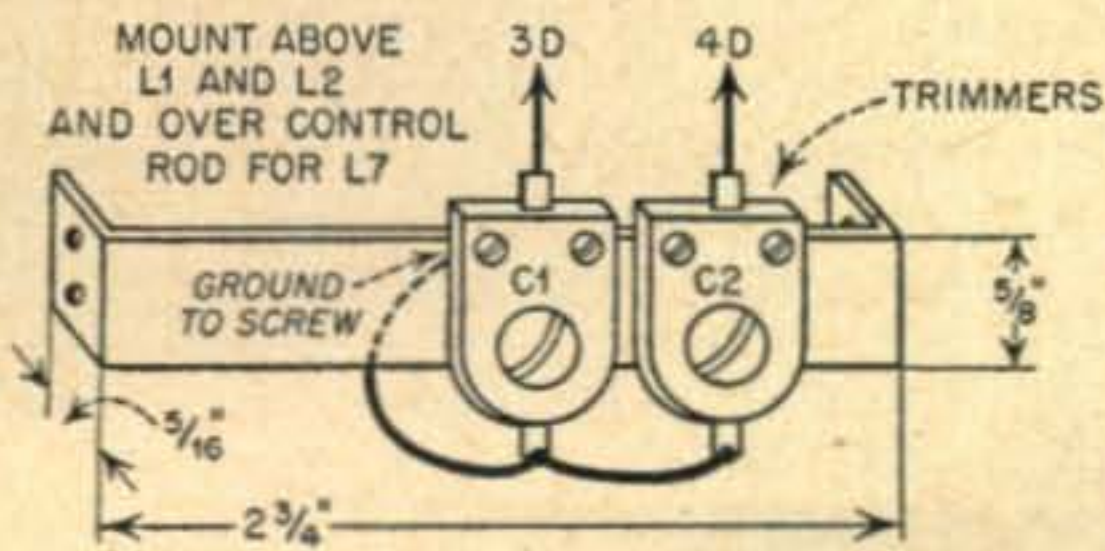 MOUNT ABOVE
L1 AND L2
AND OVER CONTROL
ROD FOR L7
3D
4D
TRIMMERS
GROUND
TO SCREW
C1
C2
5/8"
5/16"
2 3/4"